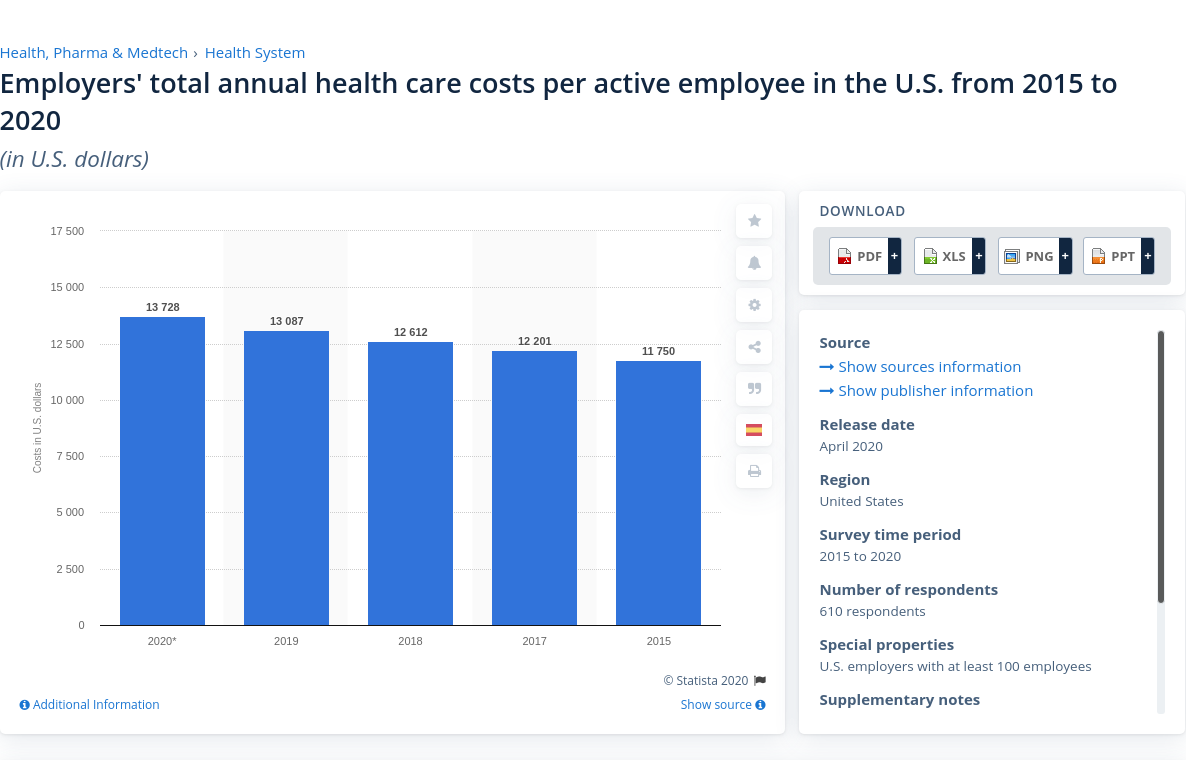 Health, Pharma & Medtech › Health System
Employers' total annual health care costs per active employee in the U.S. from 2015 to
2020
(in U.S. dollars)
17 500
15 000
12 500
10 000
7 500
5 000
2 500
0
Costs in U.S. dollars
13 728
13 087
12 612
12 201
11 750
2020*
2019
2018
2017
2015
© Statista 2020
Additional Information
Show source
DOWNLOAD
PDF +
XLS +
PNG +
PPT +
Source
Show sources information
Show publisher information
Release date
April 2020
Region
United States
Survey time period
2015 to 2020
Number of respondents
610 respondents
Special properties
U.S. employers with at least 100 employees
Supplementary notes